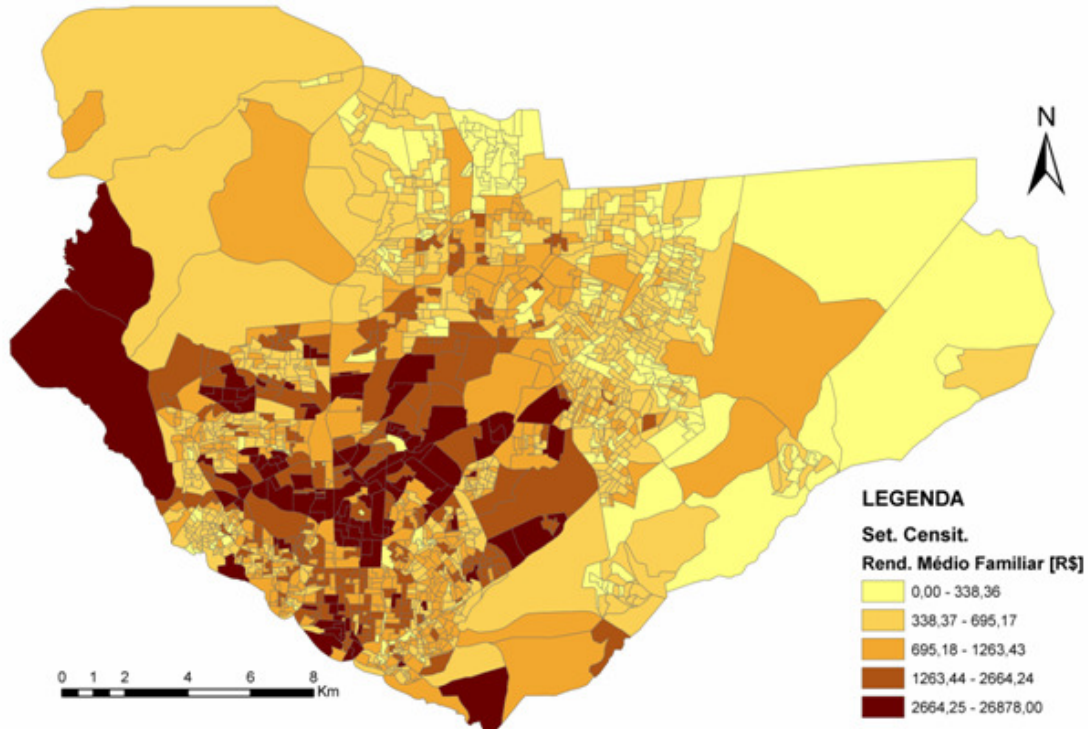 N
LEGENDA
Set. Censit.
Rend. Médio Familiar [R$]
0,00 - 338,36
338,37 - 695,17
695,18 - 1263,43
1263,44 - 2664,24
2664,25 - 26878,00
0 1 2 4 6 8
Km